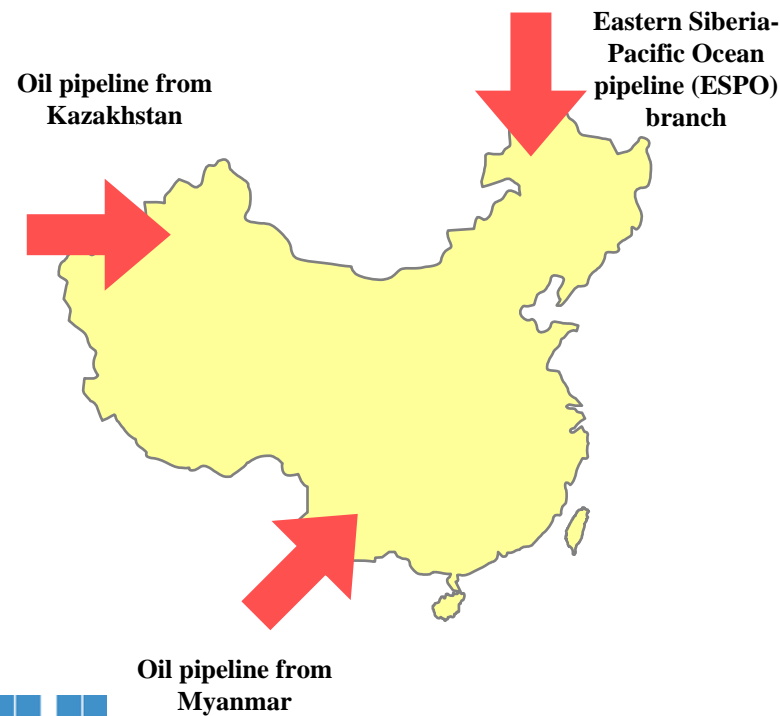 Eastern Siberia-
Pacific Ocean
pipeline (ESPO)
branch
Oil pipeline from
Kazakhstan
Oil pipeline from
Myanmar